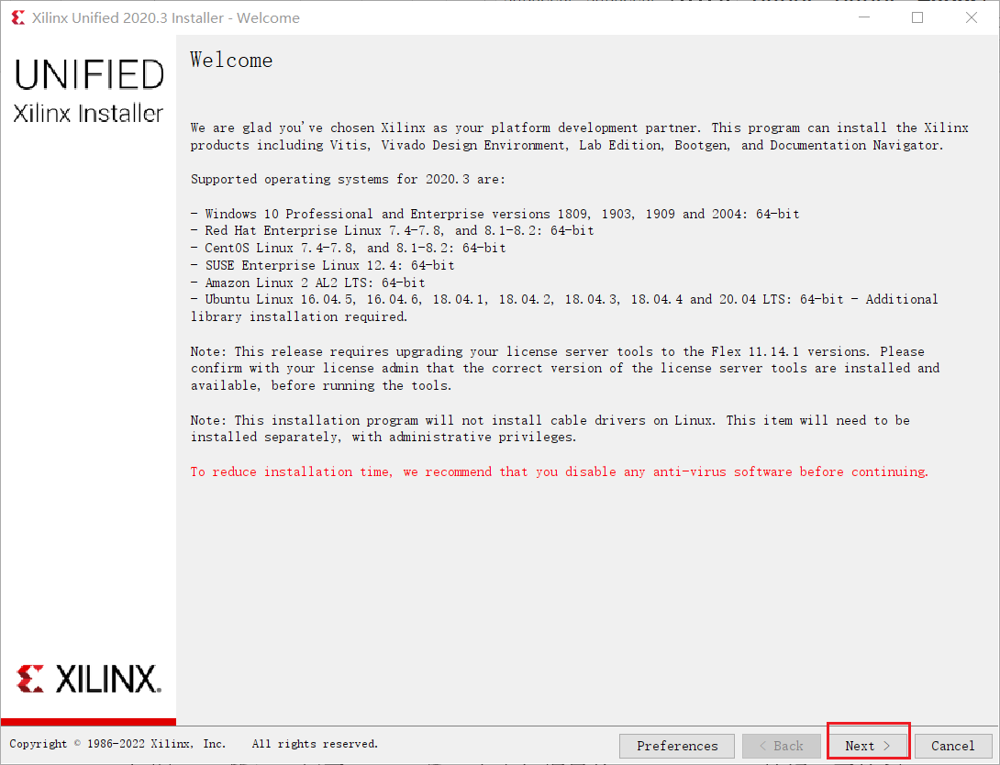 Xilinx Unified 2020.3 Installer - Welcome
UNIFIED
Xilinx Installer
Welcome
We are glad you've chosen Xilinx as your platform development partner. This program can install the Xilinx
products including Vitis, Vivado Design Environment, Lab Edition, Bootgen, and Documentation Navigator.
Supported operating systems for 2020.3 are:
- Windows 10 Professional and Enterprise versions 1809, 1903, 1909 and 2004: 64-bit
- Red Hat Enterprise Linux 7.4-7.8, and 8.1-8.2: 64-bit
- CentOS Linux 7.4-7.8, and 8.1-8.2: 64-bit
- SUSE Enterprise Linux 12.4: 64-bit
- Amazon Linux 2 AL2 LTS: 64-bit
- Ubuntu Linux 16.04.5, 16.04.6, 18.04.1, 18.04.2, 18.04.3, 18.04.4 and 20.04 LTS: 64-bit - Additional
library installation required.
Note: This release requires upgrading your license server tools to the Flex 11.14.1 versions. Please
confirm with your license admin that the correct version of the license server tools are installed and
available, before running the tools.
Note: This installation program will not install cable drivers on Linux. This item will need to be
installed separately, with administrative privileges.
To reduce installation time, we recommend that you disable any anti-virus software before continuing.
XILINX.
Copyright © 1986-2022 Xilinx, Inc. All rights reserved.
Preferences
< Back
Next >
Cancel